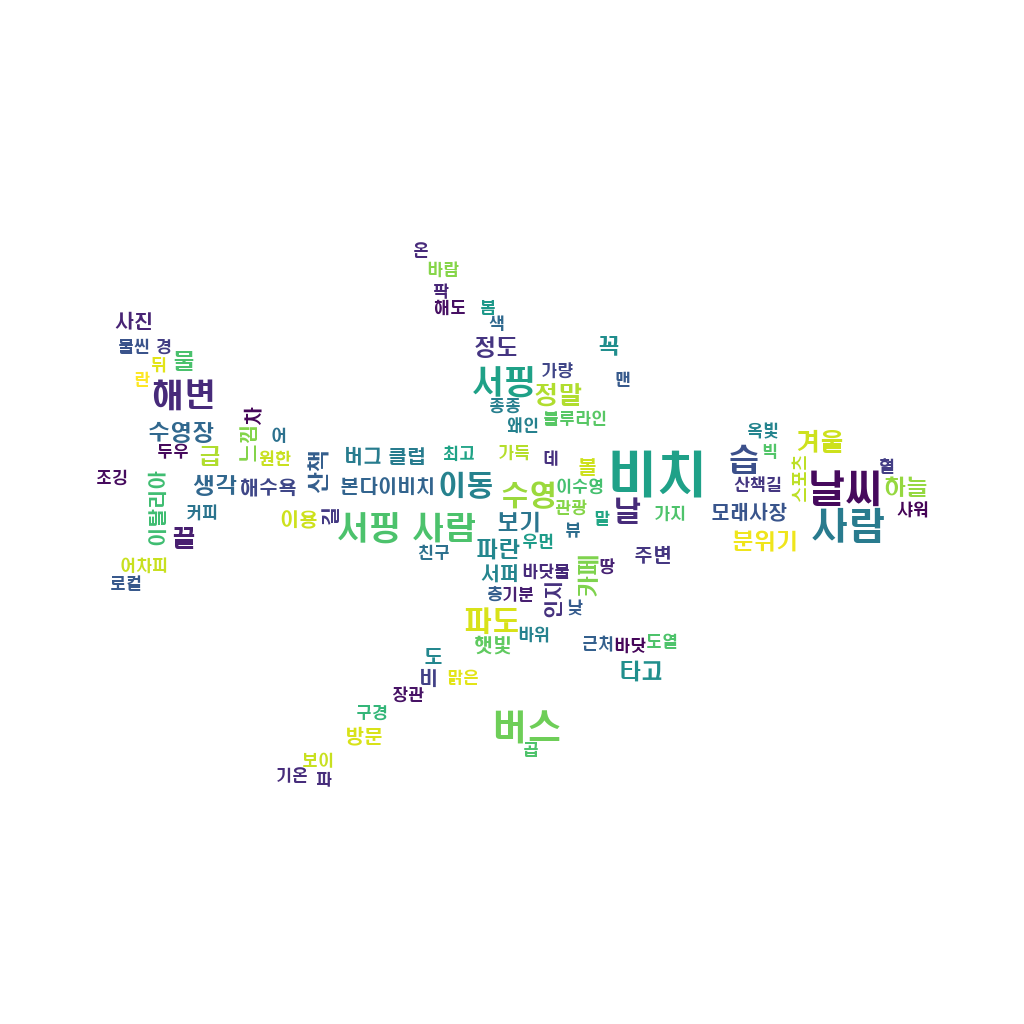 온
바람
팍
해도
봄
색
사진
물씬
경
정도
꼭
뒤
물
가량
란
서핑
맨
해변
정말
종종
차
블루라인
왜인
수영장
어
옥빛
겨울
느낌
두우
급
원한
버그 클럽
최고
가득
데
볼
습
빅
혈
조깅
산책
스포츠
생각
해수욕
본다이비치
이동
수영
이수영
비치
산책길
날씨
하늘
이탈리아
커피
이용
길
관광
날
가지
모래사장
샤워
끝
서핑 사람
보기
뷰
말
사람
우먼
분위기
친구
파란
주변
어차피
서퍼
바닷물
카페
땅
로컬
층
기분
인지
낮
파도
바위
햇빛
근처
바닷
도열
도
비
맑은
타고
장관
구경
버스
방문
곱
보이
기온
파